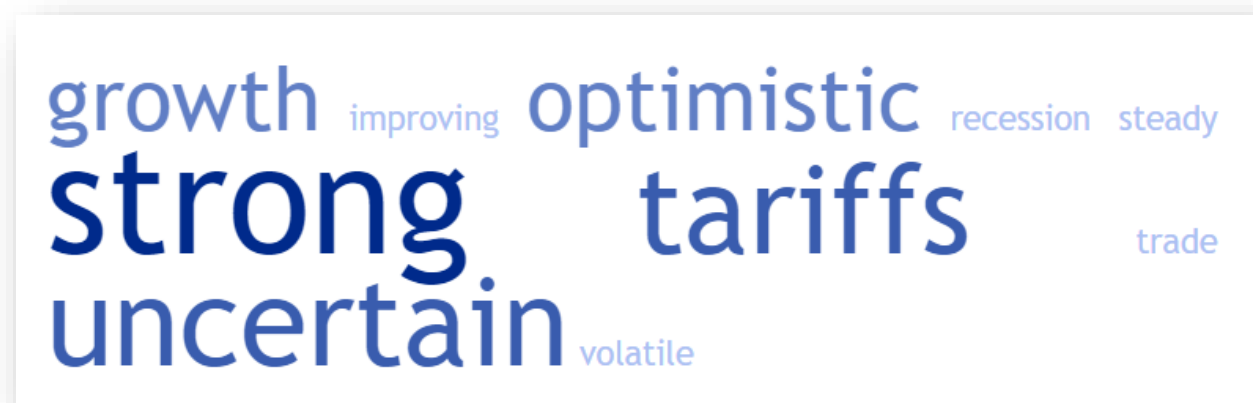 growth improving optimistic recession steady
strong tariffs trade
uncertain volatile